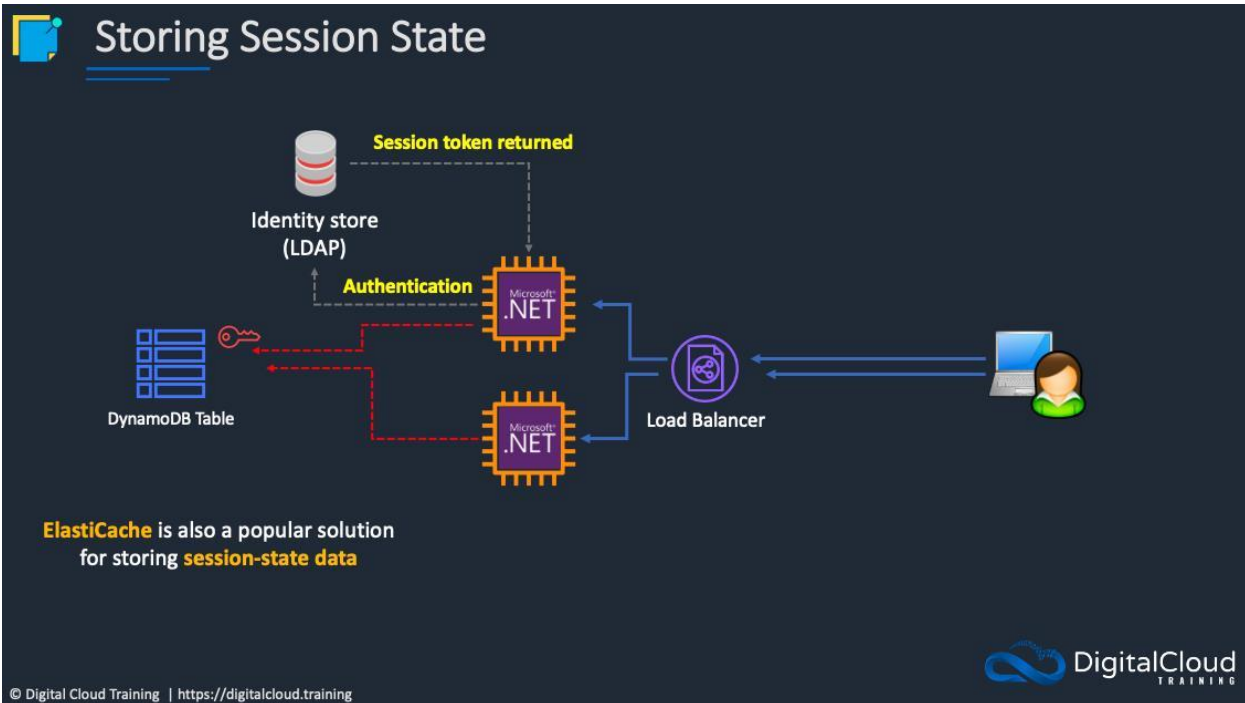 Storing Session State
Session token returned
Identity store
(LDAP)
Authentication
Microsoft
.NET
DynamoDB Table
Microsoft
.NET
Load Balancer
ElastiCache is also a popular solution
for storing session-state data
DigitalCloud
TRAINING
© Digital Cloud Training | https://digitalcloud.training